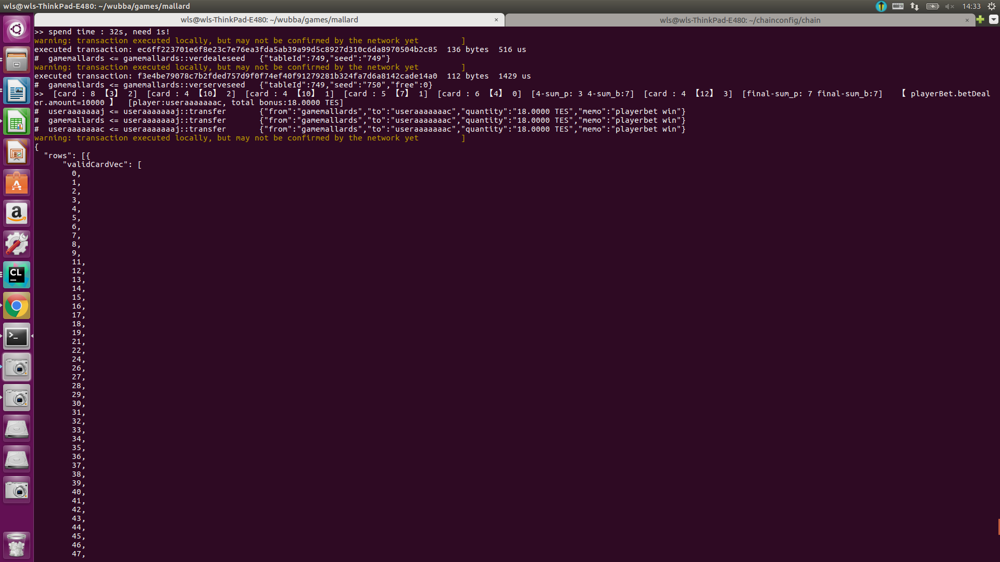 wls@wls-ThinkPad-E480: ~/wubba/games/mallard
14:33
wls@wls-ThinkPad-E480: ~/wubba/games/mallard ×
wls@wls-ThinkPad-E480: ~/chainconfig/chain ×
>> spend time : 32s, need 1s!
warning: transaction executed locally, but may not be confirmed by the network yet ]
executed transaction: ec6ff223701e6f8e23c7e76ea3fda5ab39a99d5c8927d310c6da8970504b2c85 136 bytes 516 us
# gamemallards <= gamemallards::verdealeseed {"tableId":749,"seed":"749"}
warning: transaction executed locally, but may not be confirmed by the network yet ]
executed transaction: f3e4be79078c7b2fded757d9f0f74ef40f91279281b324fa7d6a8142cade14a0 112 bytes 1429 us
# gamemallards <= gamemallards::verserveseed {"tableId":749,"seed":"750","free":0}
>> [card : 8 【3】 2] [card : 4 【10】 2] [card : 4 【10】 1] [card : 5 【7】 1] [card : 6 【4】 0] [4-sum_p: 3 4-sum_b:7] [card : 4 【12】 3] [final-sum_p: 7 final-sum_b:7] 【 playerBet.betDeal
er.amount=10000 】 [player:useraaaaaaac, total bonus:18.0000 TES]
# useraaaaaaaj <= useraaaaaaaj::transfer {"from":"gamemallards","to":"useraaaaaaac","quantity":"18.0000 TES","memo":"playerbet win"}
# gamemallards <= useraaaaaaaj::transfer {"from":"gamemallards","to":"useraaaaaaac","quantity":"18.0000 TES","memo":"playerbet win"}
# useraaaaaaac <= useraaaaaaaj::transfer {"from":"gamemallards","to":"useraaaaaaac","quantity":"18.0000 TES","memo":"playerbet win"}
warning: transaction executed locally, but may not be confirmed by the network yet ]
{
"rows": [{
"validCardVec": [
0,
1,
2,
3,
4,
5,
6,
7,
8,
9,
11,
12,
13,
14,
15,
16,
17,
18,
19,
21,
22,
24,
26,
27,
28,
29,
30,
31,
32,
33,
34,
35,
36,
37,
38,
39,
40,
41,
42,
43,
44,
45,
46,
47,
CL